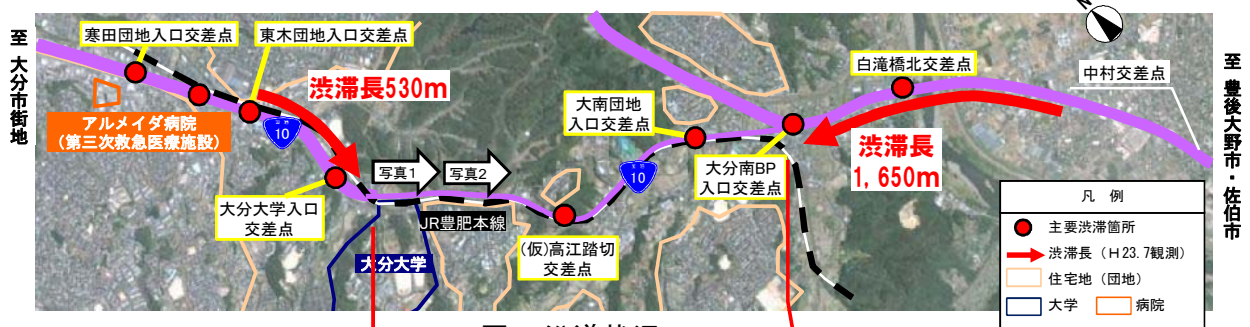 至 大分市街地
寒田団地入口交差点
東木団地入口交差点
渋滞長530m
アルメイダ病院
(第三次救急医療施設)
10
大分大学入口
交差点
写真1
写真2
JR豊肥本線
大分大学
(仮)高江踏切
交差点
大南団地
入口交差点
10
大分南BP
入口交差点
白滝橋北交差点
渋滞長
1,650m
中村交差点
N
至 豊後大野市・佐伯市
凡 例
主要渋滞箇所
渋滞長(H23.7観測)
住宅地(団地)
大学
病院